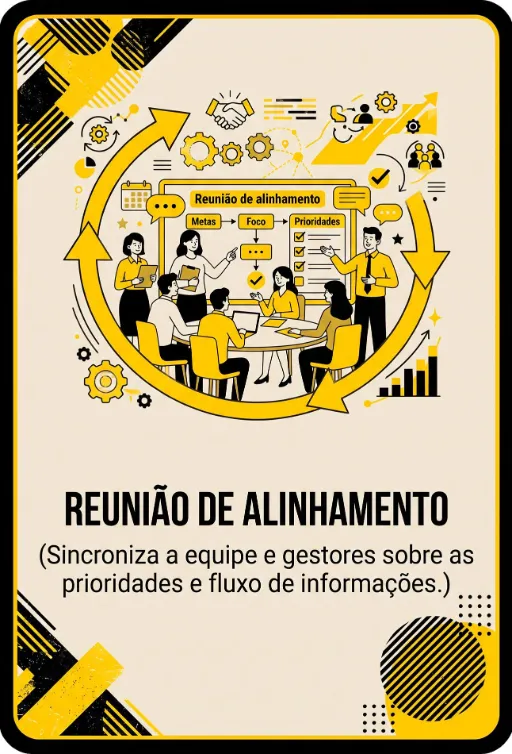 Reunião de alinhamento
Metas
Foco
Prioridades
REUNIÃO DE ALINHAMENTO
(Sincroniza a equipe e gestores sobre as
prioridades e fluxo de informações.)